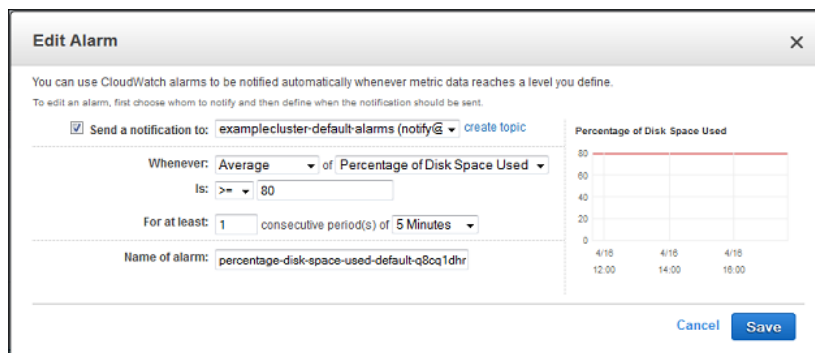 Edit Alarm
You can use CloudWatch alarms to be notified automatically whenever metric data reaches a level you define.
To edit an alarm, first choose whom to notify and then define when the notification should be sent.
Send a notification to: examplecluster-default-alarms (notify@ create topic
Whenever: Average of Percentage of Disk Space Used
Is: >= 80
For at least: 1 consecutive period(s) of 5 Minutes
Name of alarm: percentage-disk-space-used-default-q8cq1dhr
Percentage of Disk Space Used
80
60
40
20
0
4/16 4/16 4/16
12:00 14:00 16:00
Cancel Save